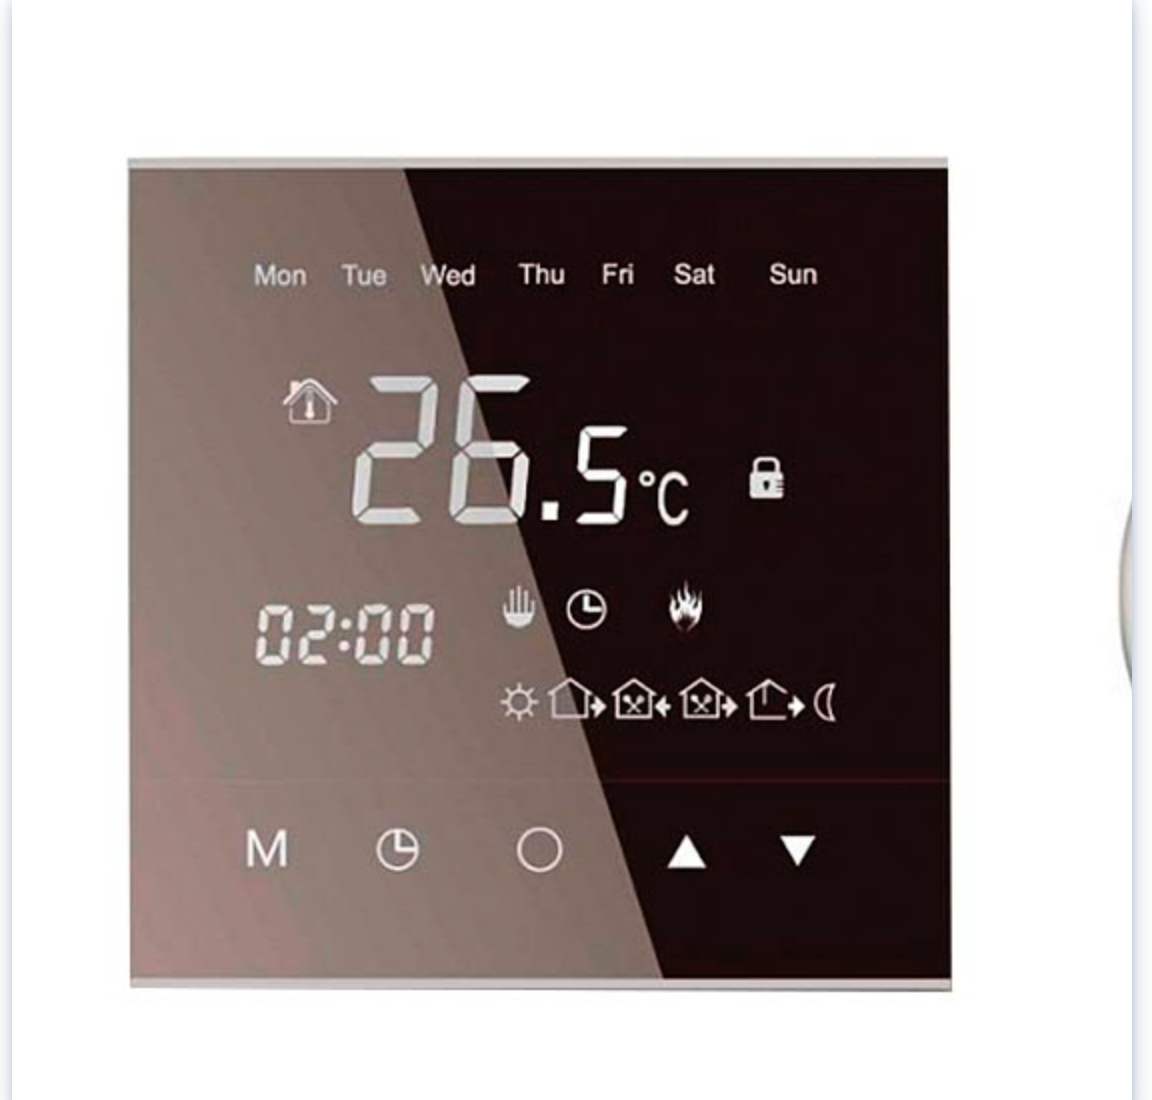 Mon Tue Wed Thu Fri Sat Sun
26.5°C
02:00
M